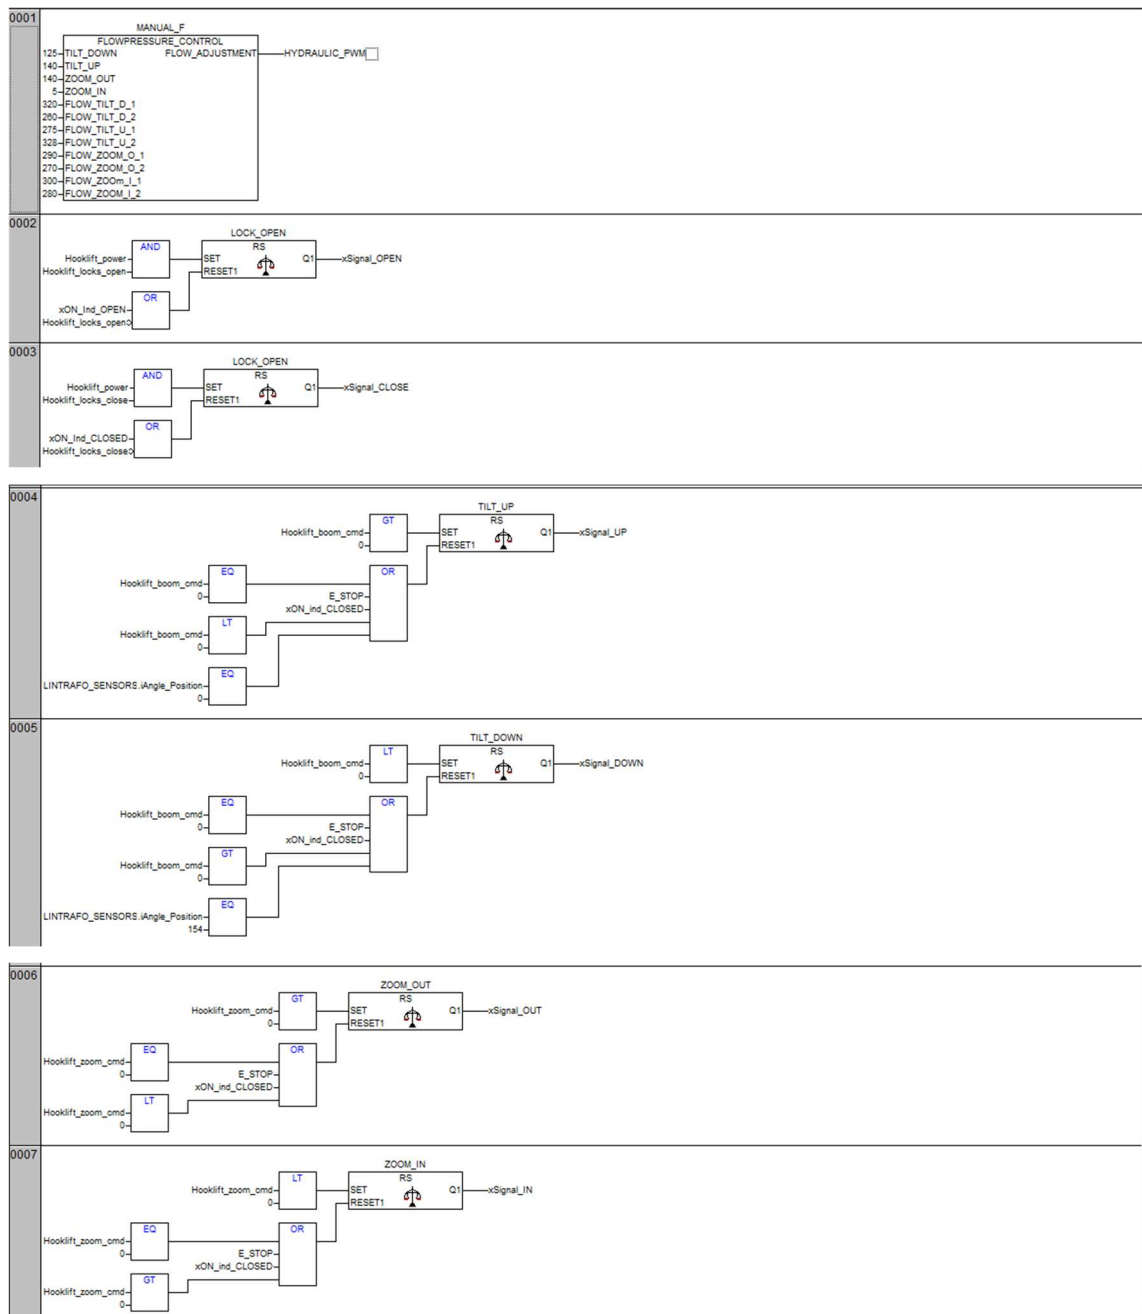 0001
MANUAL_F
FLOWPRESSURE_CONTROL
125 TILT_DOWN FLOW_ADJUSTMENT HYDRAULIC_PWM
140 TILT_UP
140 ZOOM_OUT
5 ZOOM_IN
320 FLOW_TILT_D_1
260 FLOW_TILT_D_2
275 FLOW_TILT_U_1
328 FLOW_TILT_U_2
290 FLOW_ZOOM_O_1
270 FLOW_ZOOM_O_2
300 FLOW_ZOOm_I_1
280 FLOW_ZOOM_I_2
0002
LOCK_OPEN
AND RS
Hooklift_power SET Q1 xSignal_OPEN
Hooklift_locks_open RESET1
OR
xON_Ind_OPEN
Hooklift_locks_open
0003
LOCK_OPEN
AND RS
Hooklift_power SET Q1 xSignal_CLOSE
Hooklift_locks_close RESET1
OR
xON_Ind_CLOSED
Hooklift_locks_close
0004
TILT_UP
GT RS
Hooklift_boom_cmd SET Q1 xSignal_UP
0 RESET1
EQ OR
Hooklift_boom_cmd
0 E_STOP
xON_ind_CLOSED
LT
Hooklift_boom_cmd
0
EQ
LINTRAFO_SENSORS.iAngle_Position
0
0005
TILT_DOWN
LT RS
Hooklift_boom_cmd SET Q1 xSignal_DOWN
0 RESET1
EQ OR
Hooklift_boom_cmd
0 E_STOP
xON_ind_CLOSED
GT
Hooklift_boom_cmd
0
EQ
LINTRAFO_SENSORS.iAngle_Position
154
0006
ZOOM_OUT
GT RS
Hooklift_zoom_cmd SET Q1 xSignal_OUT
0 RESET1
EQ OR
Hooklift_zoom_cmd
0 E_STOP
xON_ind_CLOSED
LT
Hooklift_zoom_cmd
0
0007
ZOOM_IN
LT RS
Hooklift_zoom_cmd SET Q1 xSignal_IN
0 RESET1
EQ OR
Hooklift_zoom_cmd
0 E_STOP
xON_ind_CLOSED
GT
Hooklift_zoom_cmd
0